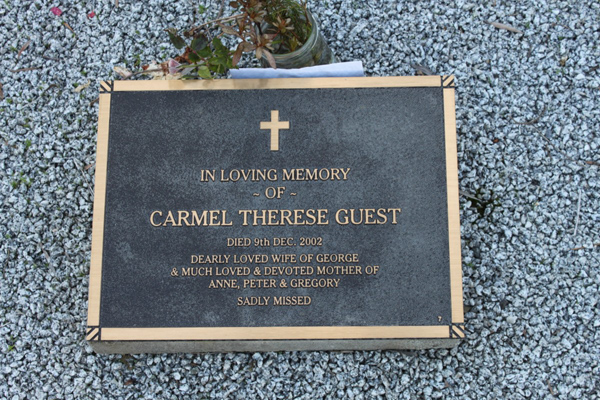 IN LOVING MEMORY
~ OF ~
CARMEL THERESE GUEST
DIED 9th DEC. 2002
DEARLY LOVED WIFE OF GEORGE
& MUCH LOVED & DEVOTED MOTHER OF
ANNE, PETER & GREGORY
SADLY MISSED
7